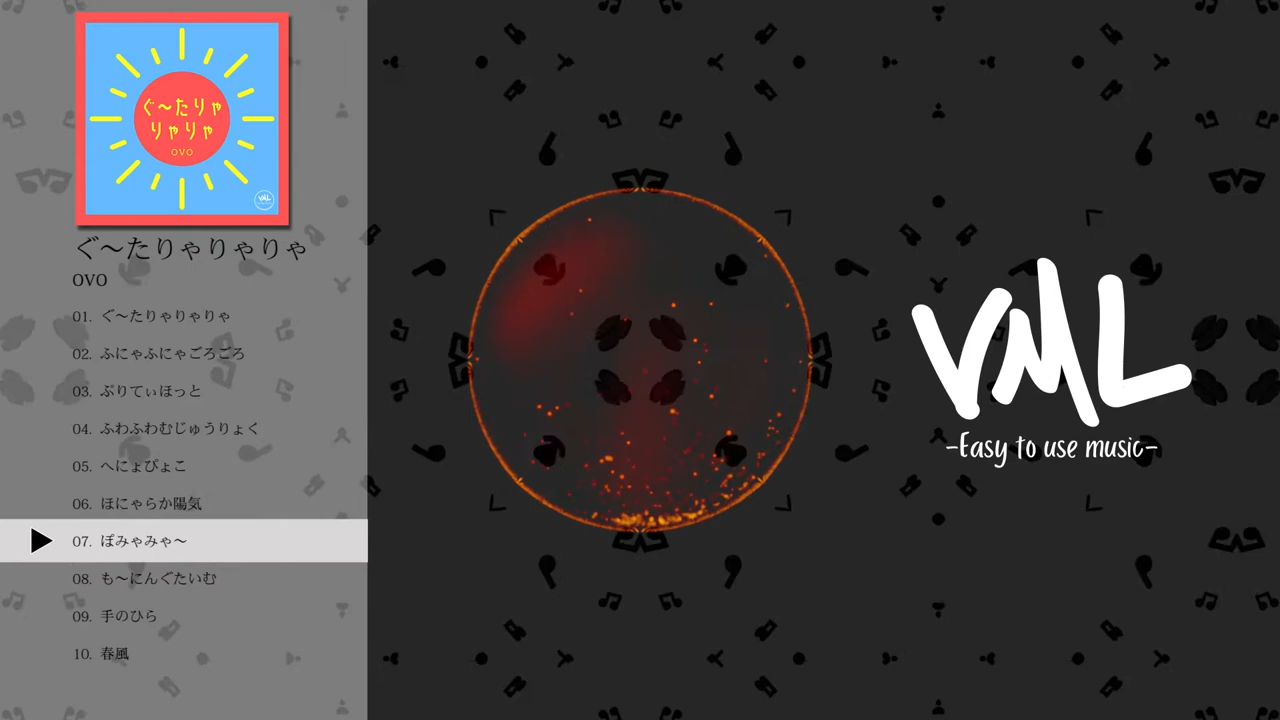 ぐ〜たりゃ
りゃりゃ
OVO
VML
ぐ〜たりゃりゃりゃ
OVO
01. ぐ〜たりゃりゃりゃ
02. ふにゃふにゃごろごろ
03. ぷりてぃほっと
04. ふわふわむじゅうりょく
05. へにょぴょこ
06. ほにゃらか陽気
07. ぽみゃみゃ〜
08. も〜にんぐたいむ
09. 手のひら
10. 春風
VML
-Easy to use music-